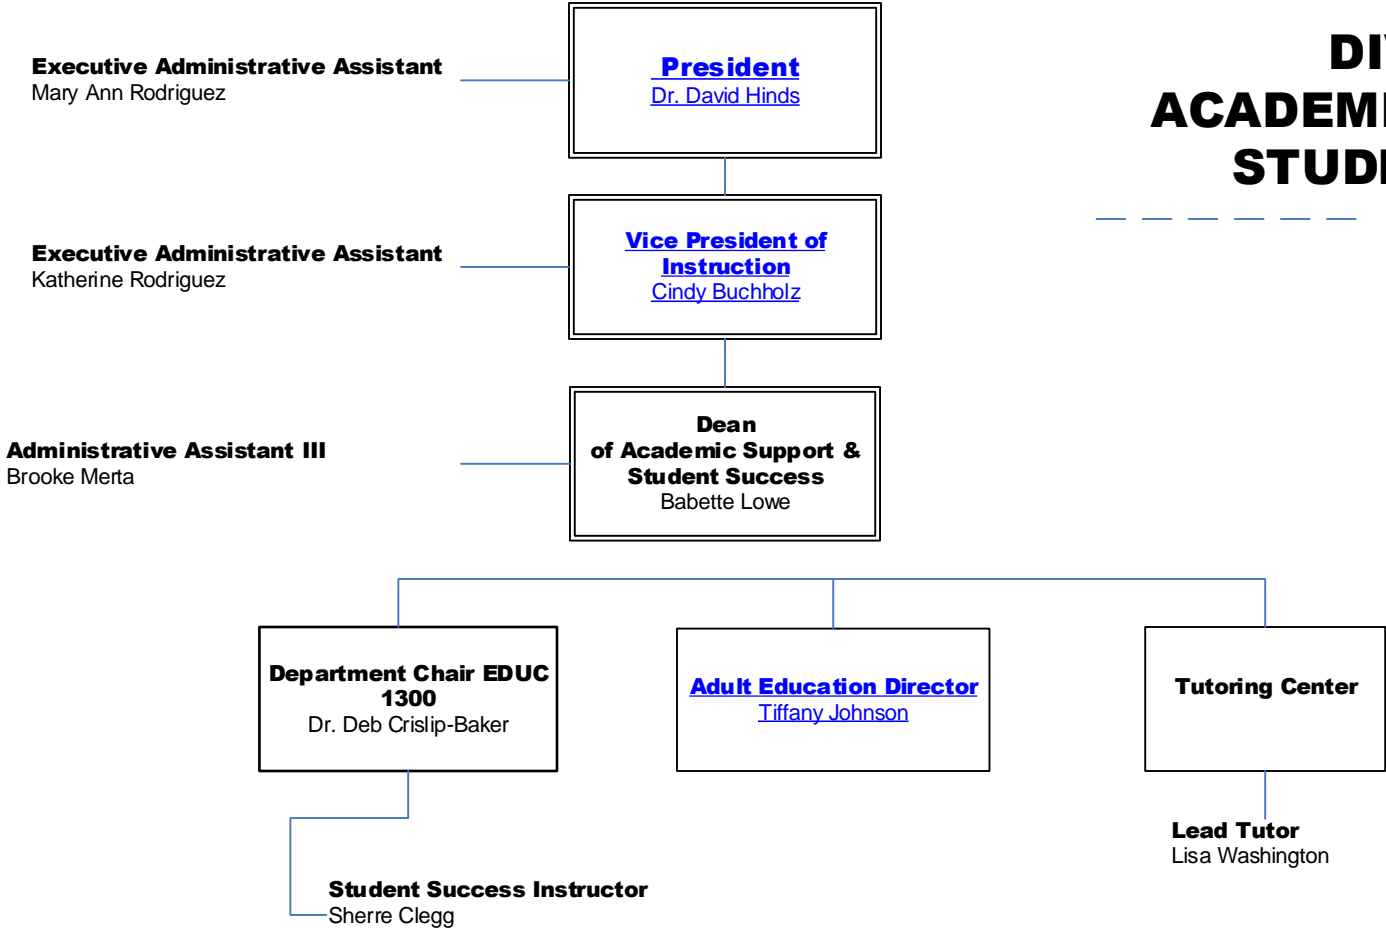 Executive Administrative Assistant
Mary Ann Rodriguez
President
Dr. David Hinds
Executive Administrative Assistant
Katherine Rodriguez
Vice President of
Instruction
Cindy Buchholz
Administrative Assistant III
Brooke Merta
Dean
of Academic Support &
Student Success
Babette Lowe
Department Chair EDUC
1300
Dr. Deb Crislip-Baker
Adult Education Director
Tiffany Johnson
Tutoring Center
Lead Tutor
Lisa Washington
Student Success Instructor
Sherre Clegg